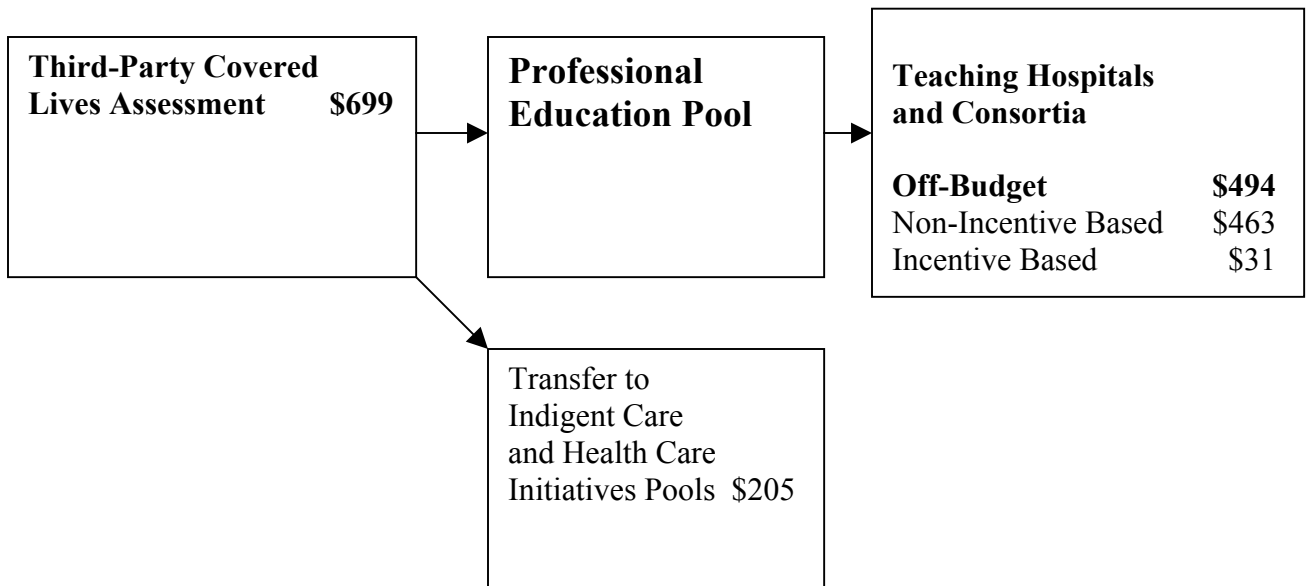 Third-Party Covered
Lives Assessment $699
Professional
Education Pool
Teaching Hospitals
and Consortia
Off-Budget $494
Non-Incentive Based $463
Incentive Based $31
Transfer to
Indigent Care
and Health Care
Initiatives Pools $205